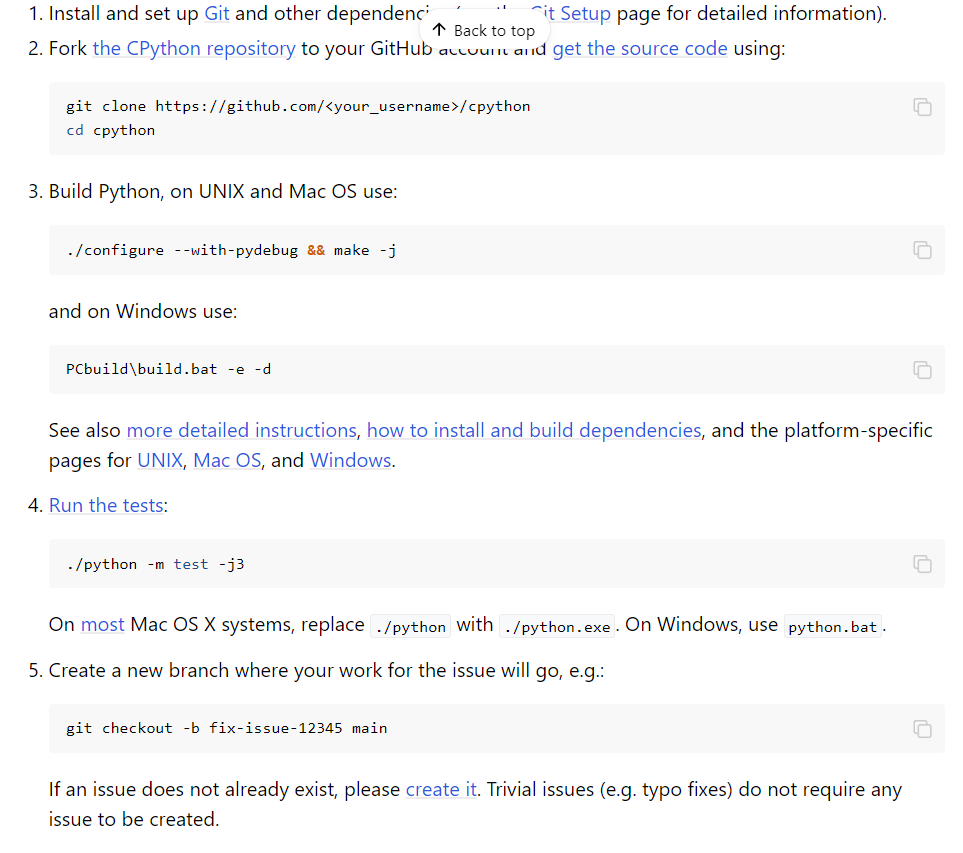 1. Install and set up Git and other Git Setup page for detailed information).
Back to top
2. Fork the CPython repository to your GitHub account and get the source code using:
git clone https://github.com/<your_username>/cpython
cd cpython
3. Build Python, on UNIX and Mac OS use:
./configure --with-pydebug && make -j
and on Windows use:
PCbuild\build.bat -e -d
See also more detailed instructions, how to install and build dependencies, and the platform-specific
pages for UNIX, Mac OS, and Windows.
4. Run the tests:
./python -m test -j3
On most Mac OS X systems, replace ./python with ./python.exe. On Windows, use python.bat.
5. Create a new branch where your work for the issue will go, e.g.:
git checkout -b fix-issue-12345 main
If an issue does not already exist, please create it. Trivial issues (e.g. typo fixes) do not require any
issue to be created.